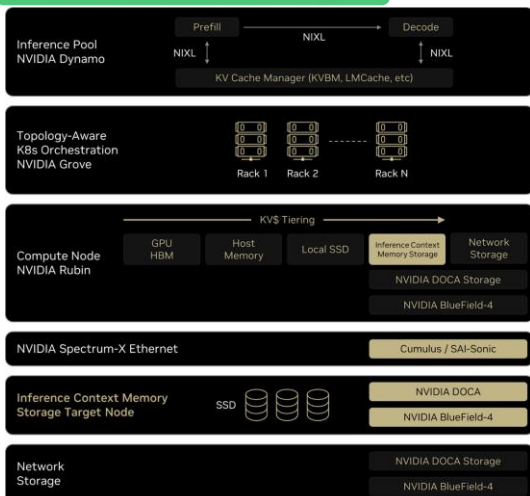 Inference Pool
NVIDIA Dynamo
Prefill
NIXL
Decode
NIXL
NIXL
KV Cache Manager (KVBM, LMCache, etc)
Topology-Aware
K8s Orchestration
NVIDIA Grove
Rack 1
Rack 2
Rack N
Compute Node
NVIDIA Rubin
KV$ Tiering
GPU
HBM
Host
Memory
Local SSD
Inference Context
Memory Storage
Network
Storage
NVIDIA DOCA Storage
NVIDIA BlueField-4
NVIDIA Spectrum-X Ethernet
Cumulus / SAI-Sonic
Inference Context Memory
Storage Target Node
SSD
NVIDIA DOCA
NVIDIA BlueField-4
Network
Storage
NVIDIA DOCA Storage
NVIDIA BlueField-4